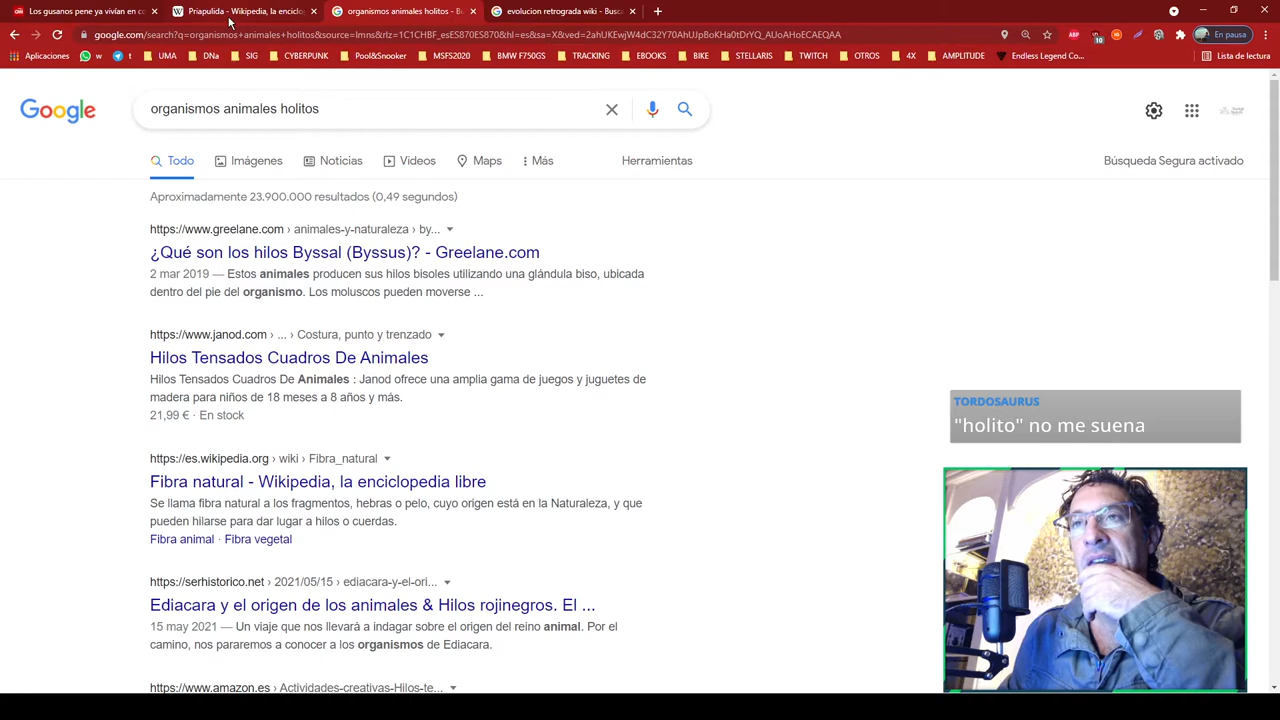 Los gusanos pene ya vivían en co
Priapulida - Wikipedia, la enciclop
organismos animales holitos - Bu
evolucion retrograda wiki - Busc
google.com/search?q=organismos+animales+holitos&source=lmns&rlz=1C1CHBF_esES870ES870&hl=es&sa=X&ved=2ahUKEwjW4dC32Y70AhUJpBoKHa0tDrYQ_AUoAHoECAEQAA
10
En pausa
Aplicaciones w t UMA DNa SIG CYBERPUNK Pool&Snooker MSFS2020 BMW F750GS TRACKING EBOOKS BIKE STELLARIS TWITCH OTROS 4X AMPLITUDE Endless Legend Co... Lista de lectura
Google
organismos animales holitos
Todo Imágenes Noticias Videos Maps Más Herramientas Búsqueda Segura activado
Aproximadamente 23.900.000 resultados (0,49 segundos)
https://www.greelane.com › animales-y-naturaleza › by...
¿Qué son los hilos Byssal (Byssus)? - Greelane.com
2 mar 2019 — Estos animales producen sus hilos bisoles utilizando una glándula biso, ubicada
dentro del pie del organismo. Los moluscos pueden moverse ...
https://www.janod.com › ... › Costura, punto y trenzado
Hilos Tensados Cuadros De Animales
Hilos Tensados Cuadros De Animales : Janod ofrece una amplia gama de juegos y juguetes de
madera para niños de 18 meses a 8 años y más.
21,99 € · En stock
https://es.wikipedia.org › wiki › Fibra_natural
Fibra natural - Wikipedia, la enciclopedia libre
Se llama fibra natural a los fragmentos, hebras o pelo, cuyo origen está en la Naturaleza, y que
pueden hilarse para dar lugar a hilos o cuerdas.
Fibra animal · Fibra vegetal
https://serhistorico.net › 2021/05/15 › ediacara-y-el-ori...
Ediacara y el origen de los animales & Hilos rojinegros. El ...
15 may 2021 — Un viaje que nos llevará a indagar sobre el origen del reino animal. Por el
camino, nos pararemos a conocer a los organismos de Ediacara.
https://www.amazon.es › Actividades-creativas-Hilos-te...
TORDOSAURUS
"holito" no me suena